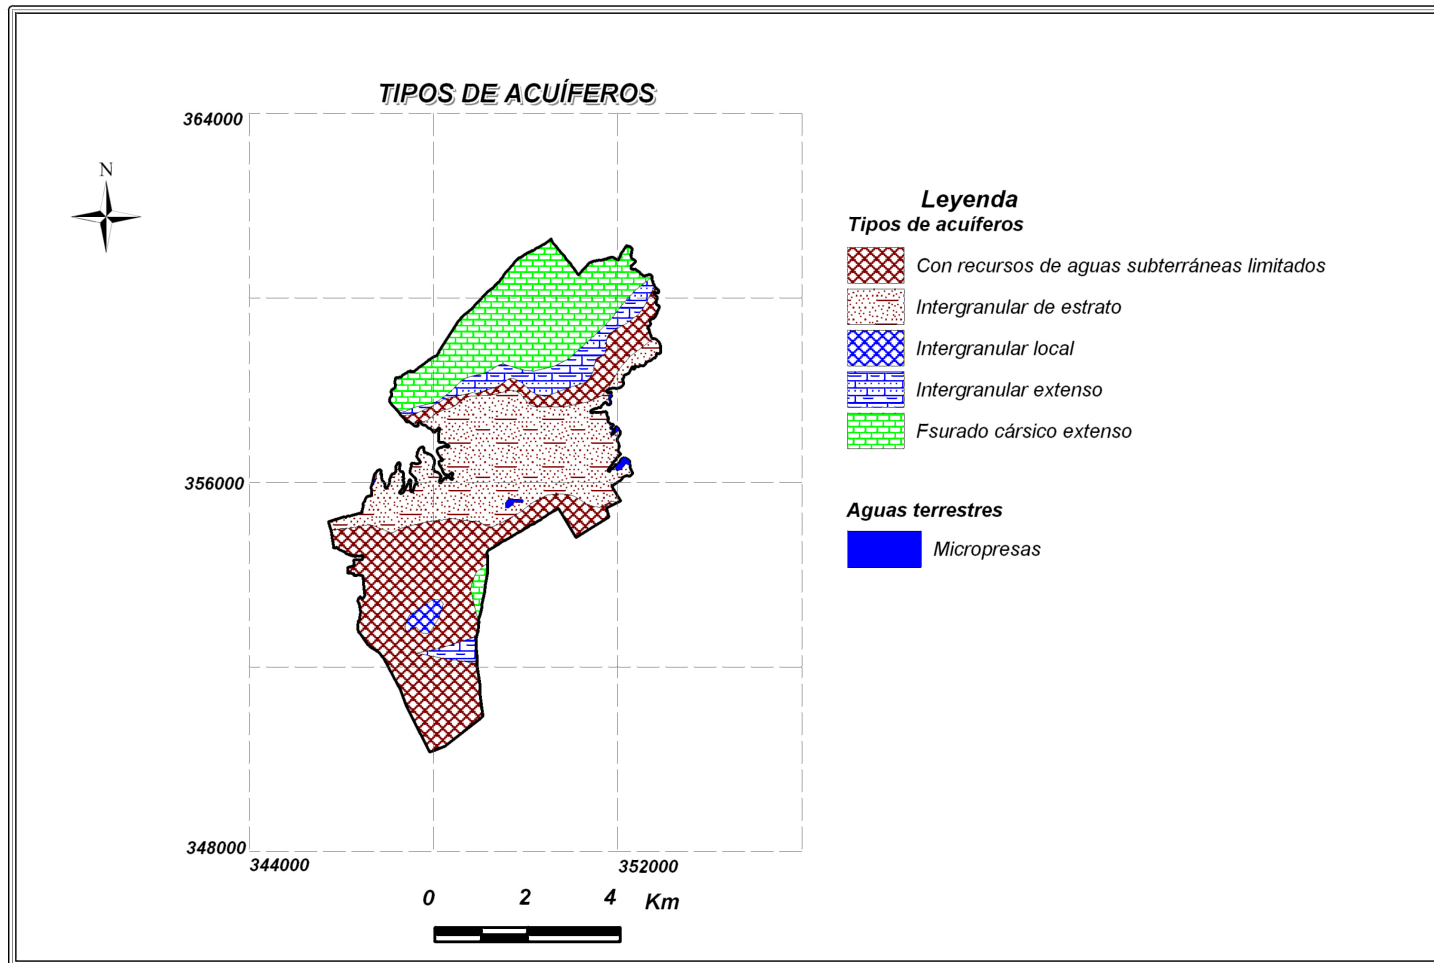 TIPOS DE ACUÍFEROS
364000
N
356000
348000
344000
352000
0 2 4 Km
Leyenda
Tipos de acuíferos
Con recursos de aguas subterráneas limitados
Intergranular de estrato
Intergranular local
Intergranular extenso
Fsurado cársico extenso
Aguas terrestres
Micropresas